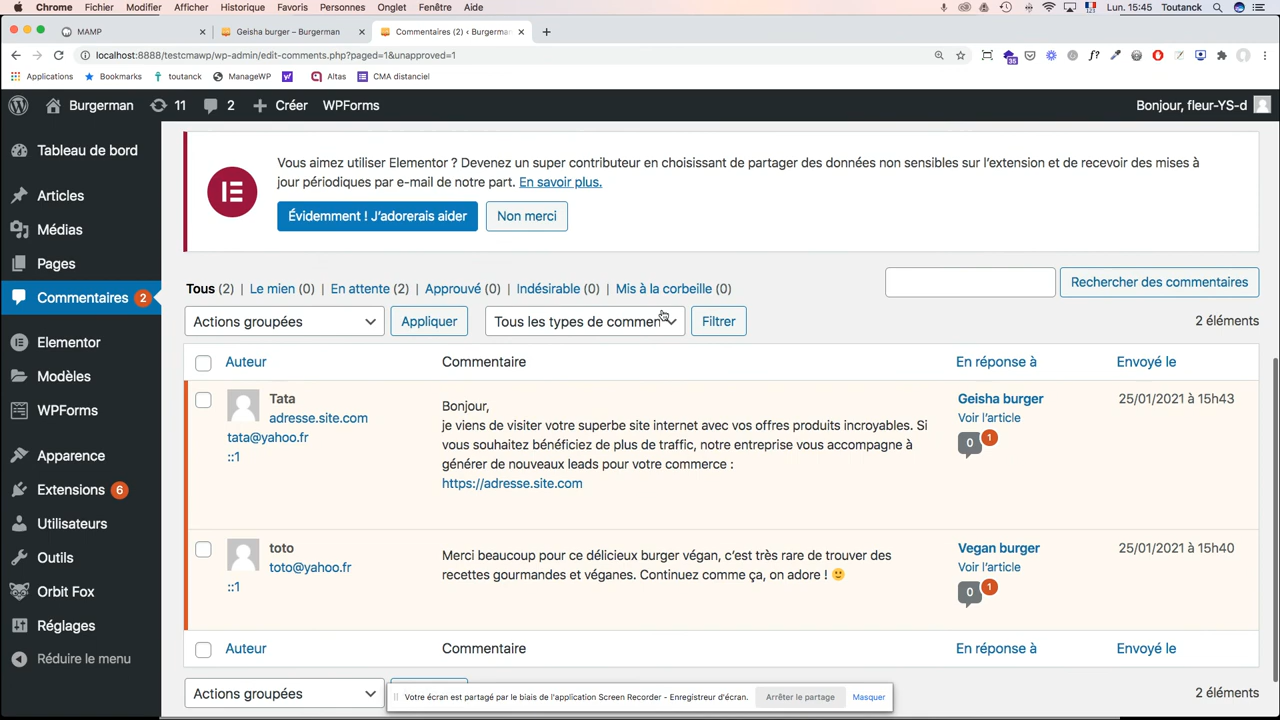 Chrome Fichier Modifier Afficher Historique Favoris Personnes Onglet Fenêtre Aide Lun. 15:45 Toutanck
MAMP Geisha burger – Burgerman Commentaires (2) ‹ Burgerman
localhost:8888/testcmawp/wp-admin/edit-comments.php?paged=1&unapproved=1 35 f?
Applications Bookmarks toutanck ManageWP Altas CMA distanciel
Burgerman 11 2 Créer WPForms Bonjour, fleur-YS-d
Tableau de bord
Articles
Médias
Pages
Commentaires 2
Elementor
Modèles
WPForms
Apparence
Extensions 6
Utilisateurs
Outils
Orbit Fox
Réglages
Réduire le menu
Vous aimez utiliser Elementor ? Devenez un super contributeur en choisissant de partager des données non sensibles sur l’extension et de recevoir des mises à
jour périodiques par e-mail de notre part. En savoir plus.
Évidemment ! J’adorerais aider Non merci
Tous (2) | Le mien (0) | En attente (2) | Approuvé (0) | Indésirable (0) | Mis à la corbeille (0) Rechercher des commentaires
Actions groupées Appliquer Tous les types de commen Filtrer 2 éléments
Auteur Commentaire En réponse à Envoyé le
Tata
adresse.site.com
tata@yahoo.fr
::1
Bonjour,
je viens de visiter votre superbe site internet avec vos offres produits incroyables. Si
vous souhaitez bénéficiez de plus de traffic, notre entreprise vous accompagne à
générer de nouveaux leads pour votre commerce :
https://adresse.site.com
Geisha burger
Voir l’article
0 1
25/01/2021 à 15h43
toto
toto@yahoo.fr
::1
Merci beaucoup pour ce délicieux burger végan, c’est très rare de trouver des
recettes gourmandes et véganes. Continuez comme ça, on adore ! 🙂
Vegan burger
Voir l’article
0 1
25/01/2021 à 15h40
Auteur Commentaire En réponse à Envoyé le
Actions groupées 2 éléments
Votre écran est partagé par le biais de l'application Screen Recorder - Enregistreur d'écran. Arrêter le partage Masquer